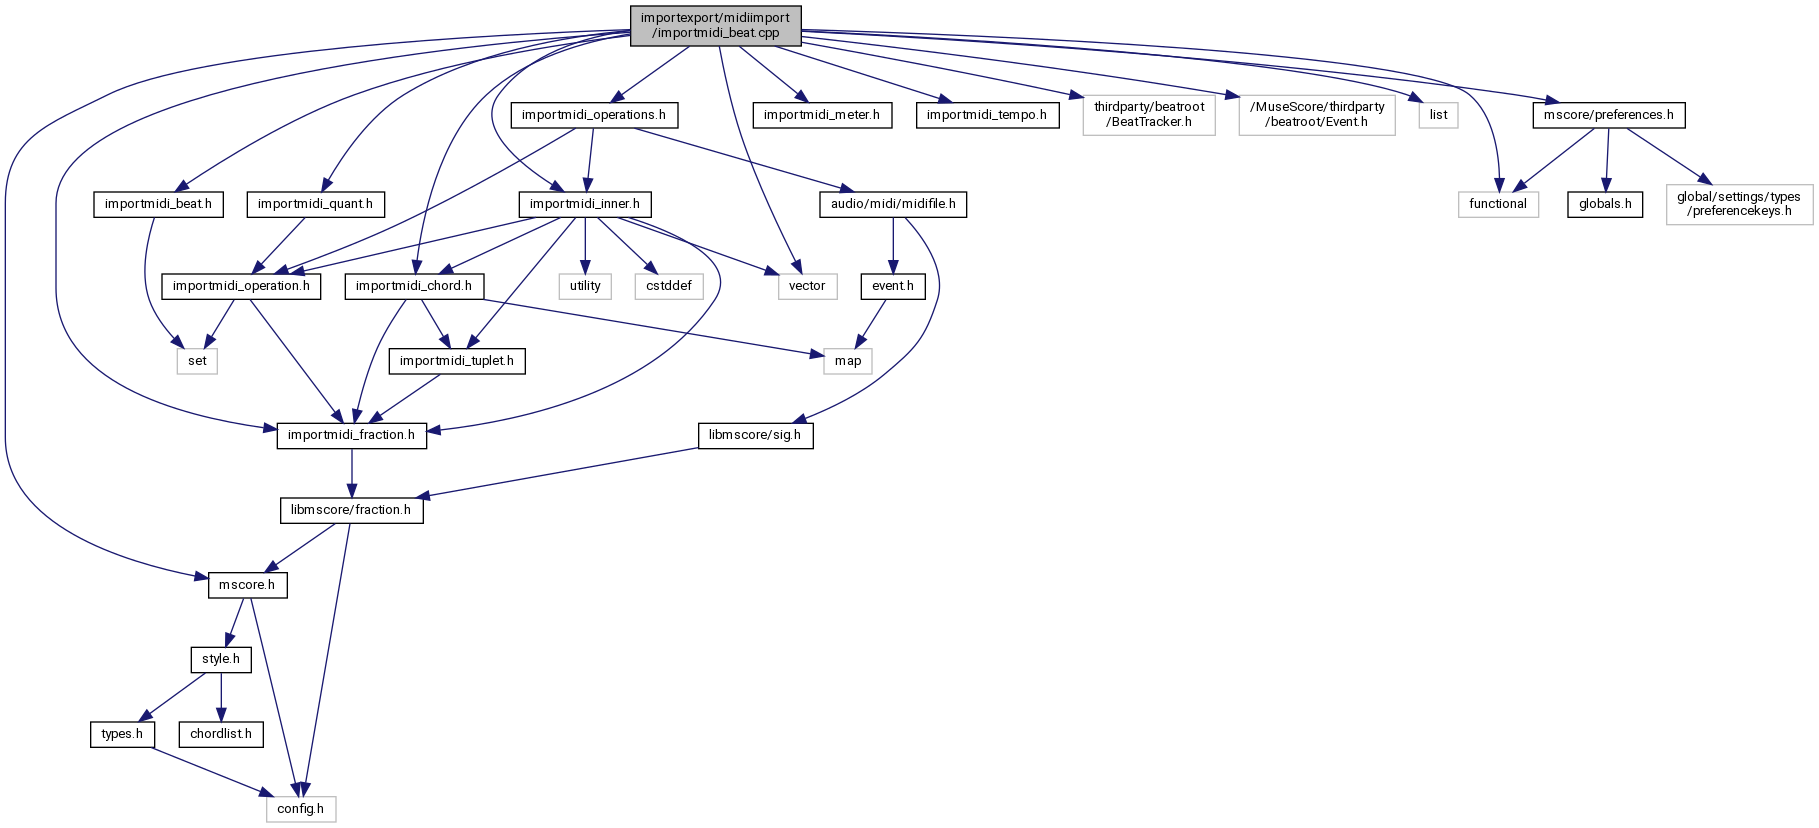 importexport/midiimport
/importmidi_beat.cpp
importmidi_operations.h
importmidi_meter.h
importmidi_tempo.h
thirdparty/beatroot
/BeatTracker.h
/MuseScore/thirdparty
/beatroot/Event.h
list
mscore/preferences.h
importmidi_beat.h
importmidi_quant.h
importmidi_inner.h
audio/midi/midifile.h
functional
globals.h
global/settings/types
/preferencekeys.h
importmidi_operation.h
importmidi_chord.h
utility
cstddef
vector
event.h
set
importmidi_tuplet.h
map
importmidi_fraction.h
libmscore/sig.h
libmscore/fraction.h
mscore.h
style.h
types.h
chordlist.h
config.h